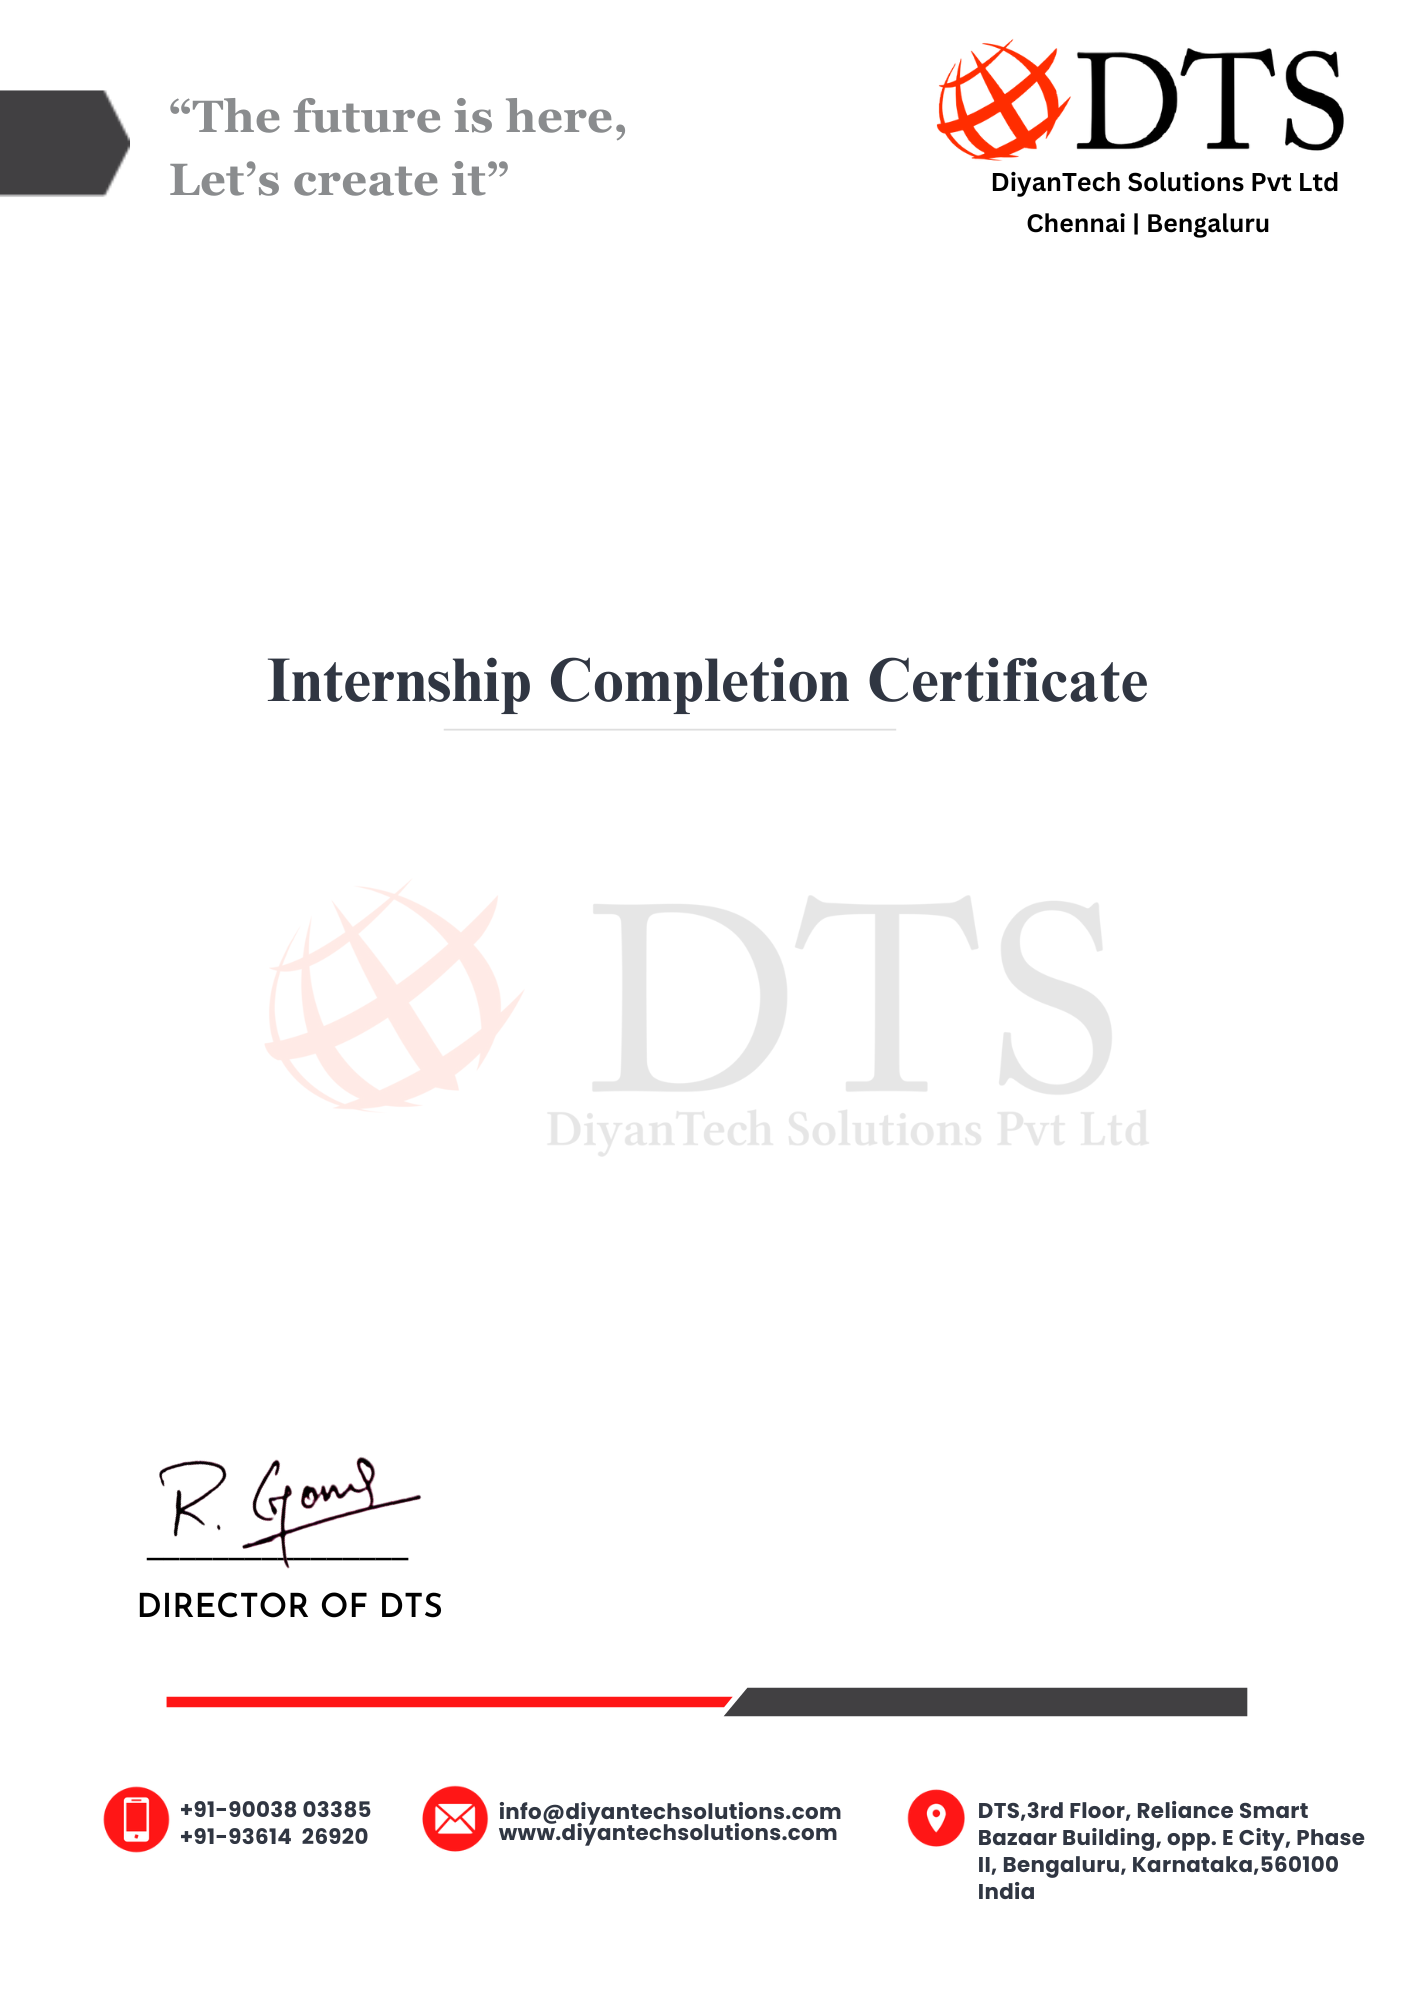 “The future is here,
Let’s create it”
DTS
DiyanTech Solutions Pvt Ltd
Chennai | Bengaluru
Internship Completion Certificate
DTS
DiyanTech Solutions Pvt Ltd
DIRECTOR OF DTS
+91-90038 03385
+91-93614 26920
info@diyantechsolutions.com
www.diyantechsolutions.com
DTS,3rd Floor, Reliance Smart
Bazaar Building, opp. E City, Phase
II, Bengaluru, Karnataka,560100
India